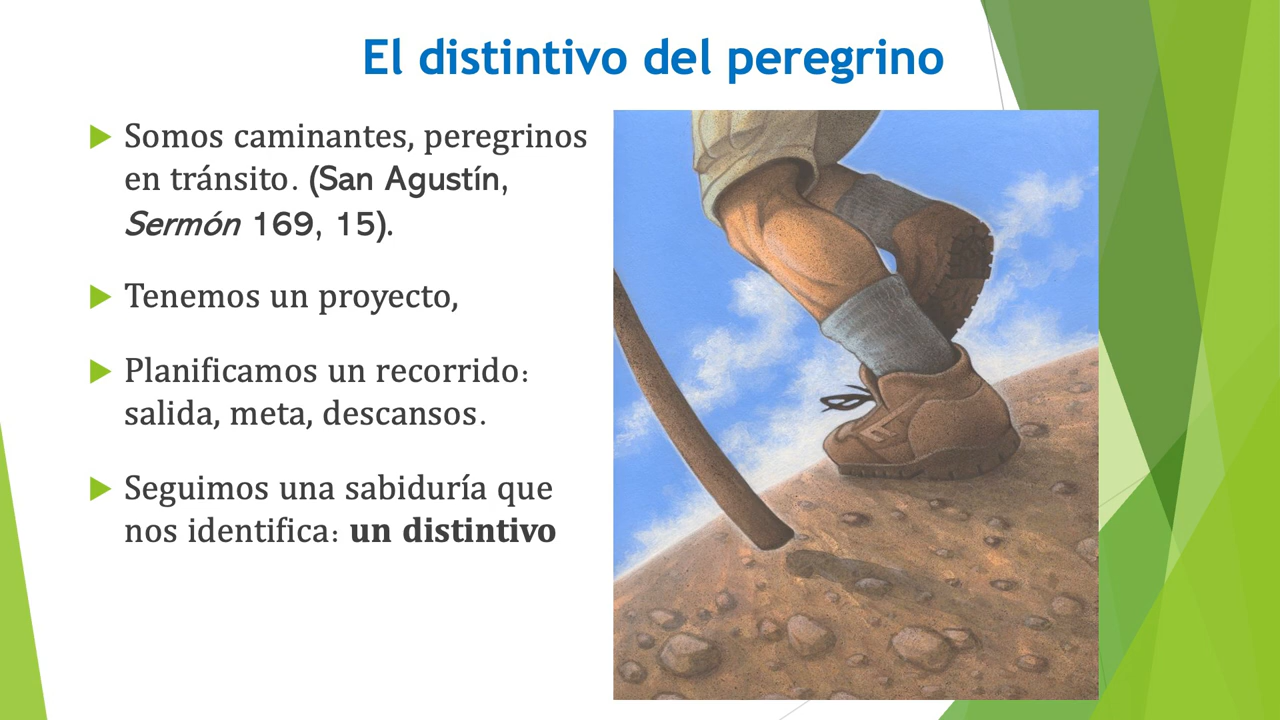 El distintivo del peregrino
Somos caminantes, peregrinos
en tránsito. (San Agustín,
Sermón 169, 15).
Tenemos un proyecto,
Planificamos un recorrido:
salida, meta, descansos.
Seguimos una sabiduría que
nos identifica: un distintivo